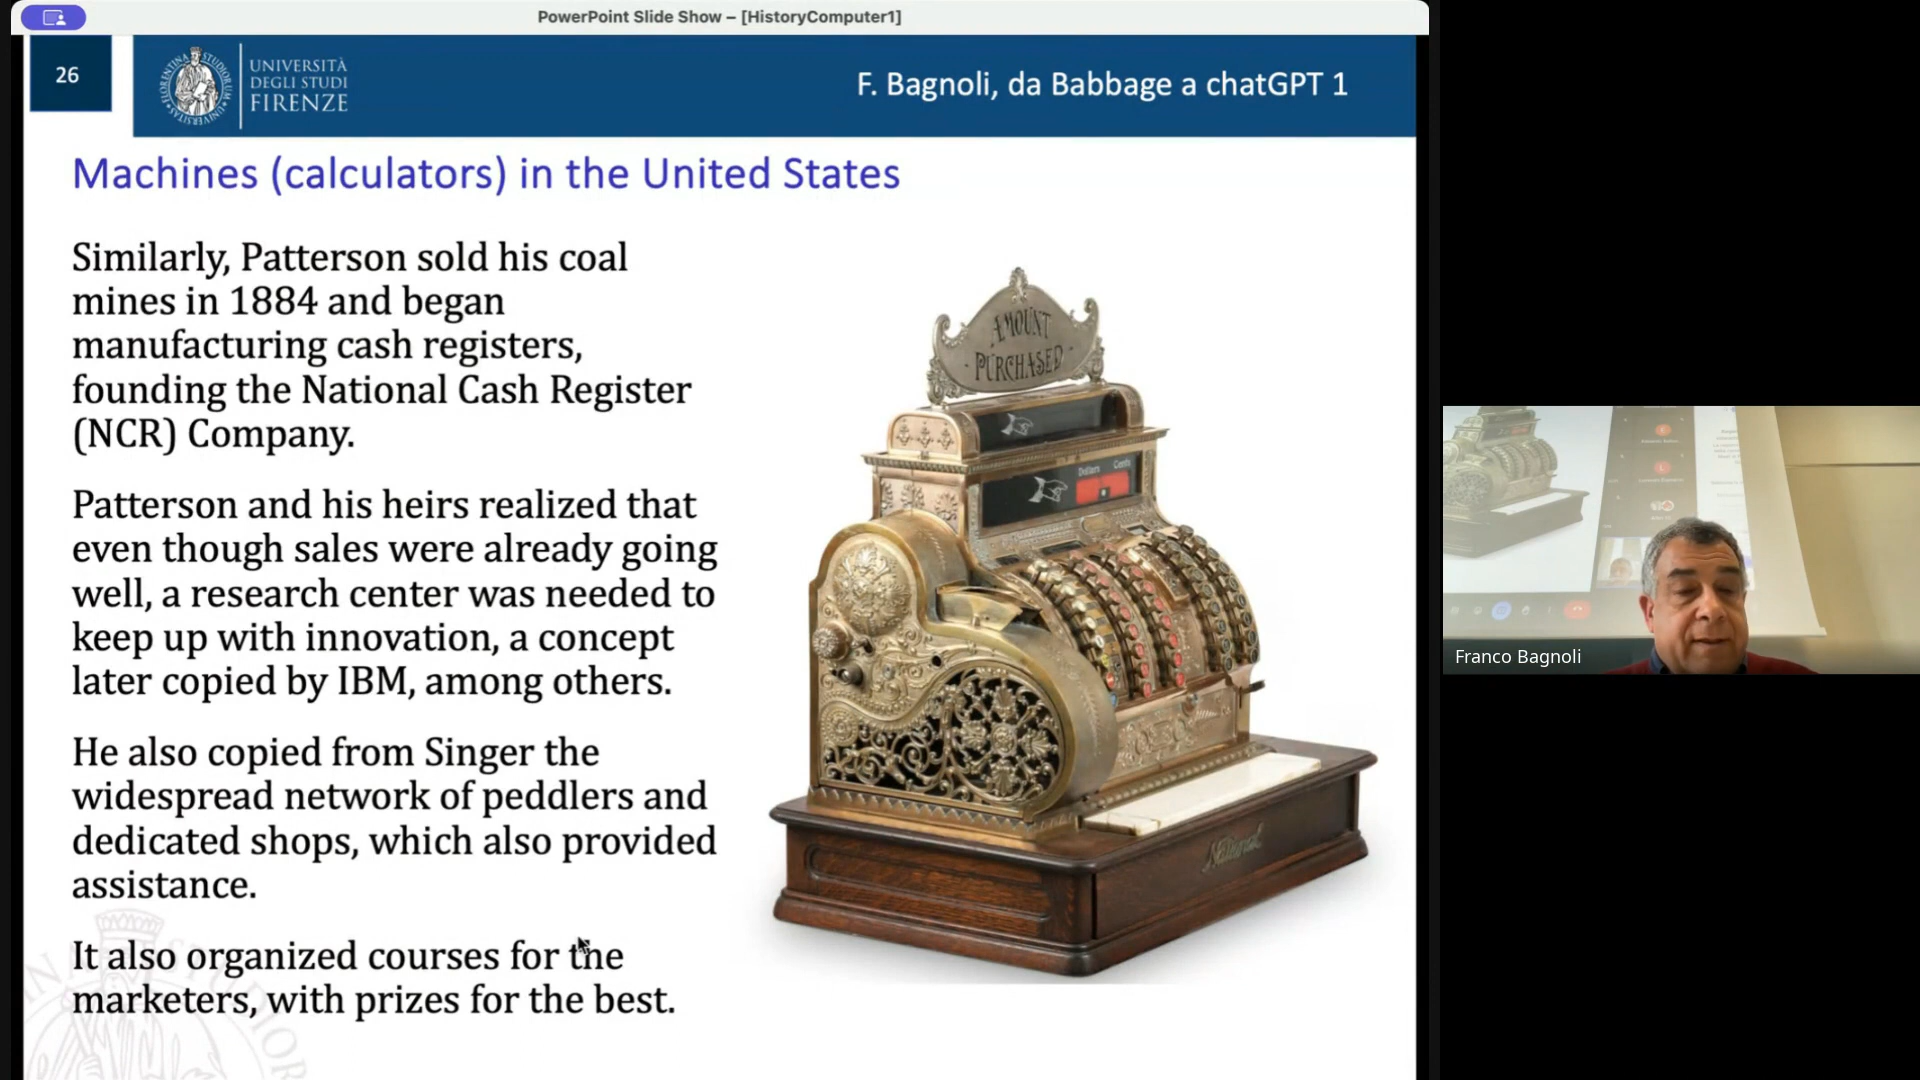 PowerPoint Slide Show – [HistoryComputer1]
26
UNIVERSITÀ
DEGLI STUDI
FIRENZE
F. Bagnoli, da Babbage a chatGPT 1
Machines (calculators) in the United States
Similarly, Patterson sold his coal
mines in 1884 and began
manufacturing cash registers,
founding the National Cash Register
(NCR) Company.
Patterson and his heirs realized that
even though sales were already going
well, a research center was needed to
keep up with innovation, a concept
later copied by IBM, among others.
He also copied from Singer the
widespread network of peddlers and
dedicated shops, which also provided
assistance.
It also organized courses for the
marketers, with prizes for the best.
AMOUNT
PURCHASED
Dollars Cents
National
Franco Bagnoli